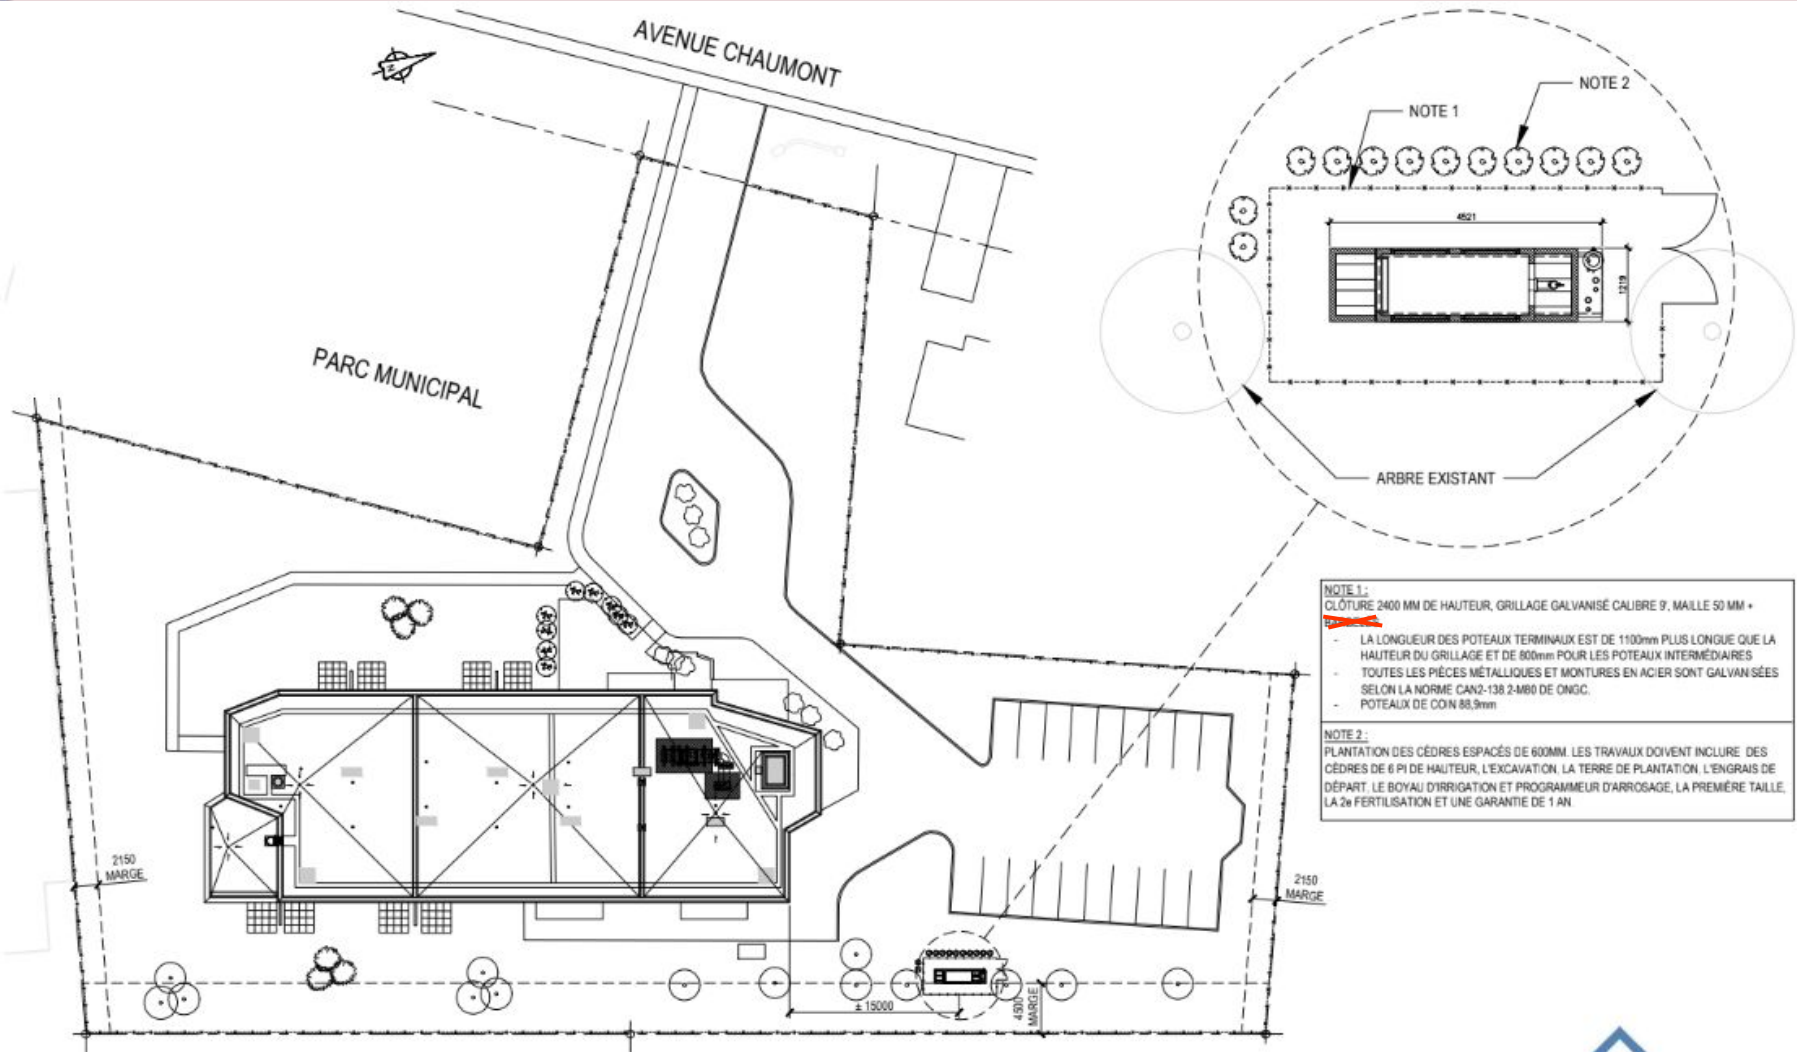 AVENUE CHAUMONT
PARC MUNICIPAL
NOTE 2
NOTE 1
4521
1219
ARBRE EXISTANT
NOTE 1 :
CLÔTURE 2400 MM DE HAUTEUR, GRILLAGE GALVANISÉ CALIBRE 9', MAILLE 50 MM +
- LA LONGUEUR DES POTEAUX TERMINAUX EST DE 1100mm PLUS LONGUE QUE LA
HAUTEUR DU GRILLAGE ET DE 800mm POUR LES POTEAUX INTERMÉDIAIRES
- TOUTES LES PIÈCES MÉTALLIQUES ET MONTURES EN ACIER SONT GALVANISÉES
SELON LA NORME CAN2-138 2-M80 DE ONGC.
- POTEAUX DE COIN 88,9mm
NOTE 2 :
PLANTATION DES CÈDRES ESPACÉS DE 600MM. LES TRAVAUX DOIVENT INCLURE DES
CÈDRES DE 6 PI DE HAUTEUR, L'EXCAVATION, LA TERRE DE PLANTATION, L'ENGRAIS DE
DÉPART, LE BOYAU D'IRRIGATION ET PROGRAMMEUR D'ARROSAGE, LA PREMIÈRE TAILLE,
LA 2e FERTILISATION ET UNE GARANTIE DE 1 AN
2150
MARGE
2150
MARGE
± 15000
4500
MARGE